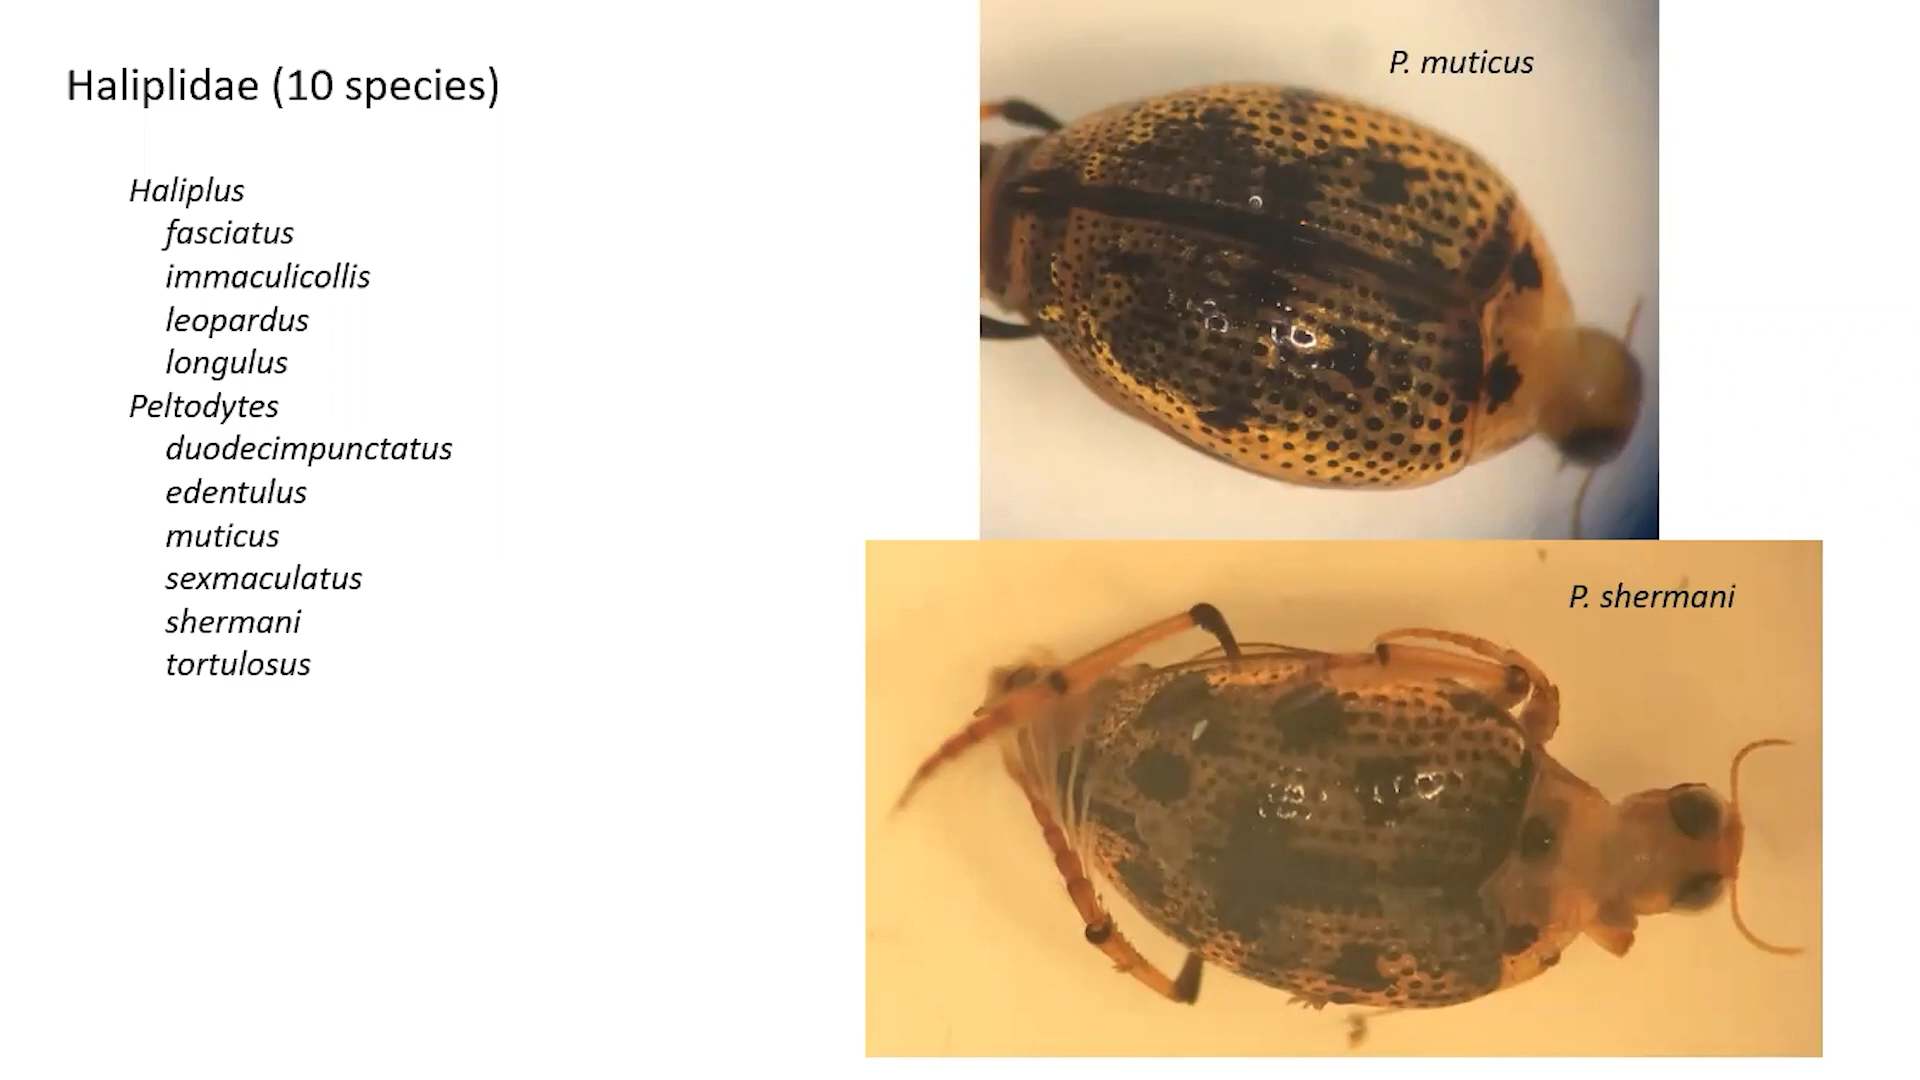 Haliplidae (10 species)
Haliplus
fasciatus
immaculicollis
leopardus
longulus
Peltodytes
duodecimpunctatus
edentulus
muticus
sexmaculatus
shermani
tortulosus
P. muticus
P. shermani